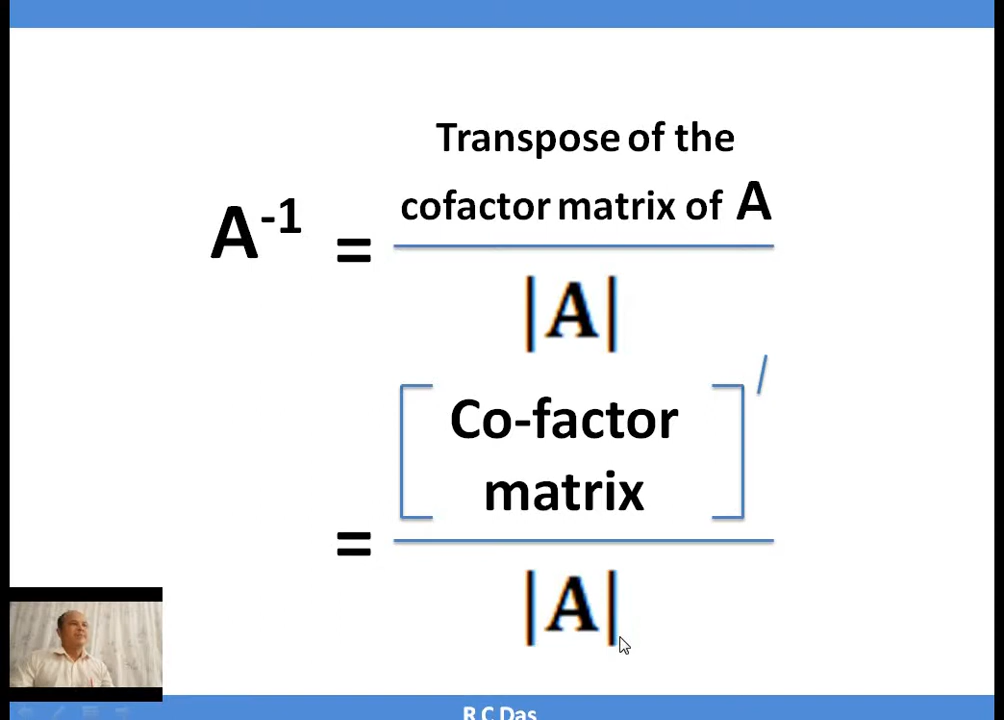 Transpose of the
cofactor matrix of A
A-1 =
|A|
/
Co-factor
matrix
=
|A|
R C Das